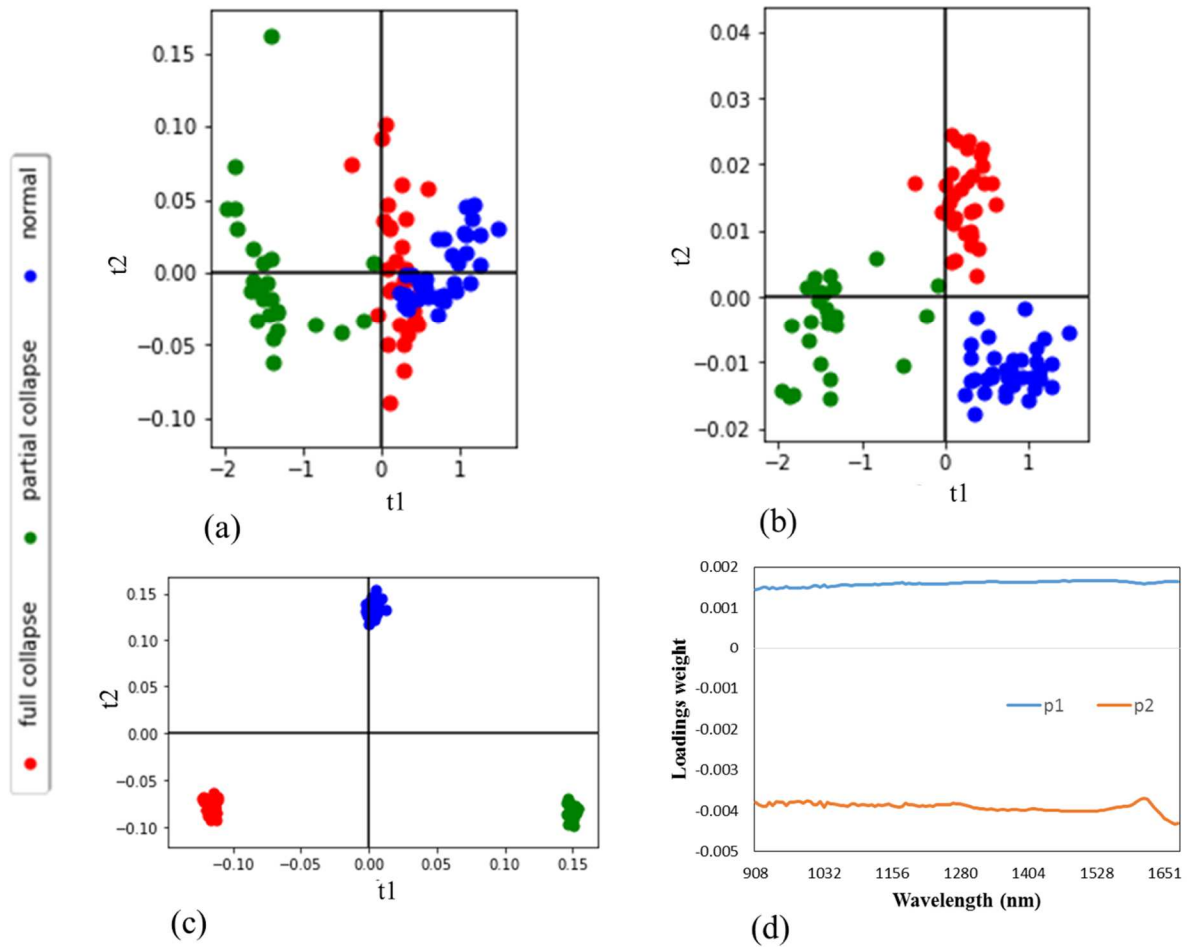 normal
partial collapse
full collapse
0.15
0.10
0.05
0.00
−0.05
−0.10
t2
−2 −1 0 1
t1
(a)
0.04
0.03
0.02
0.01
0.00
−0.01
−0.02
t2
−2 −1 0 1
t1
(b)
0.15
0.10
0.05
0.00
−0.05
−0.10
t2
−0.10 −0.05 0.00 0.05 0.10 0.15
t1
(c)
0.002
0.001
0
-0.001
-0.002
-0.003
-0.004
-0.005
Loadings weight
p1 p2
908 1032 1156 1280 1404 1528 1651
Wavelength (nm)
(d)